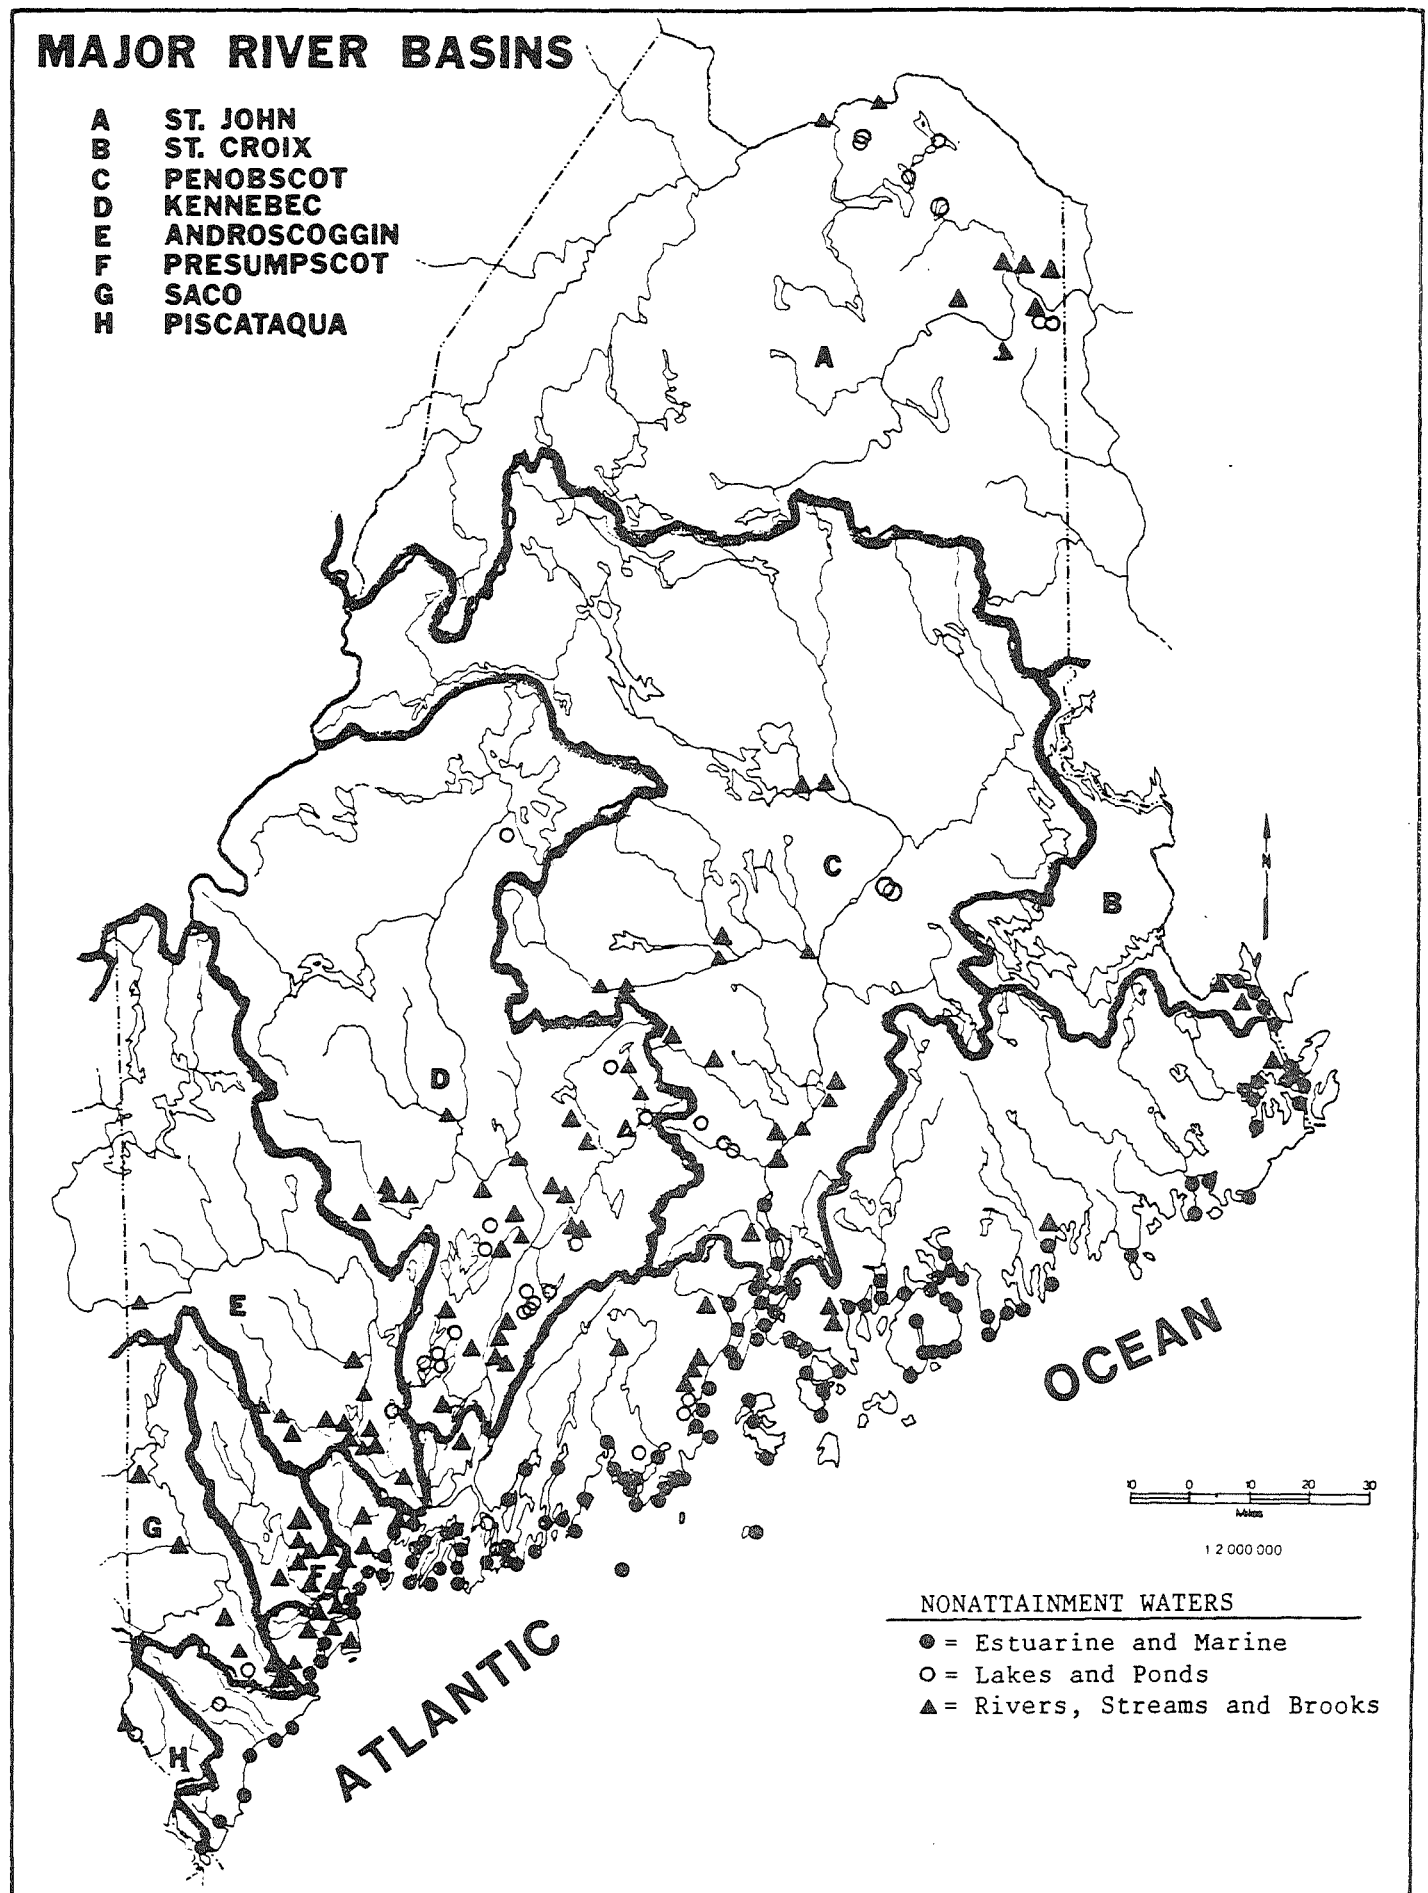 MAJOR RIVER BASINS
A ST. JOHN
B ST. CROIX
C PENOBSCOT
D KENNEBEC
E ANDROSCOGGIN
F PRESUMPSCOT
G SACO
H PISCATAQUA
A
C
B
N
D
E
OCEAN
10 0 10 20 30
G
F
1 2 000 000
NONATTAINMENT WATERS
● = Estuarine and Marine
○ = Lakes and Ponds
▲ = Rivers, Streams and Brooks
ATLANTIC
H